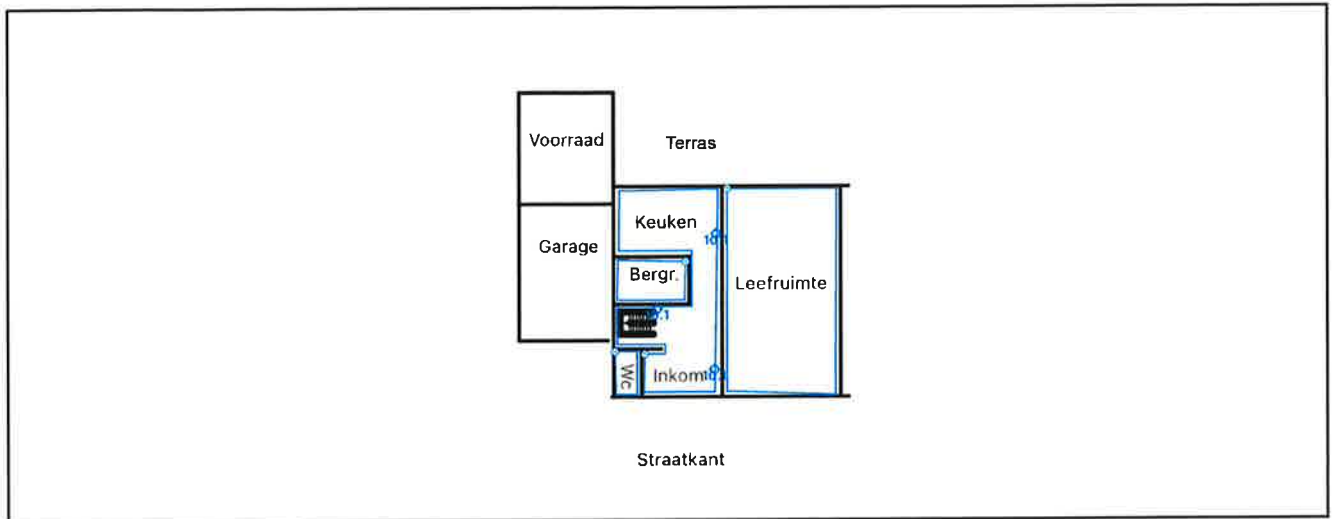 Voorraad
Terras
Keuken
Garage
Bergr.
Leefruimte
Wc
Inkom
Straatkant